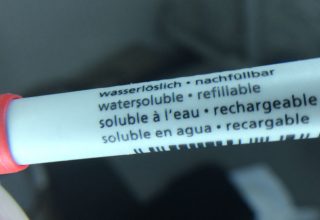 wasserlöslich • nachfüllbar
watersoluble • refillable
soluble à l'eau • rechargeable
soluble en agua • recargable